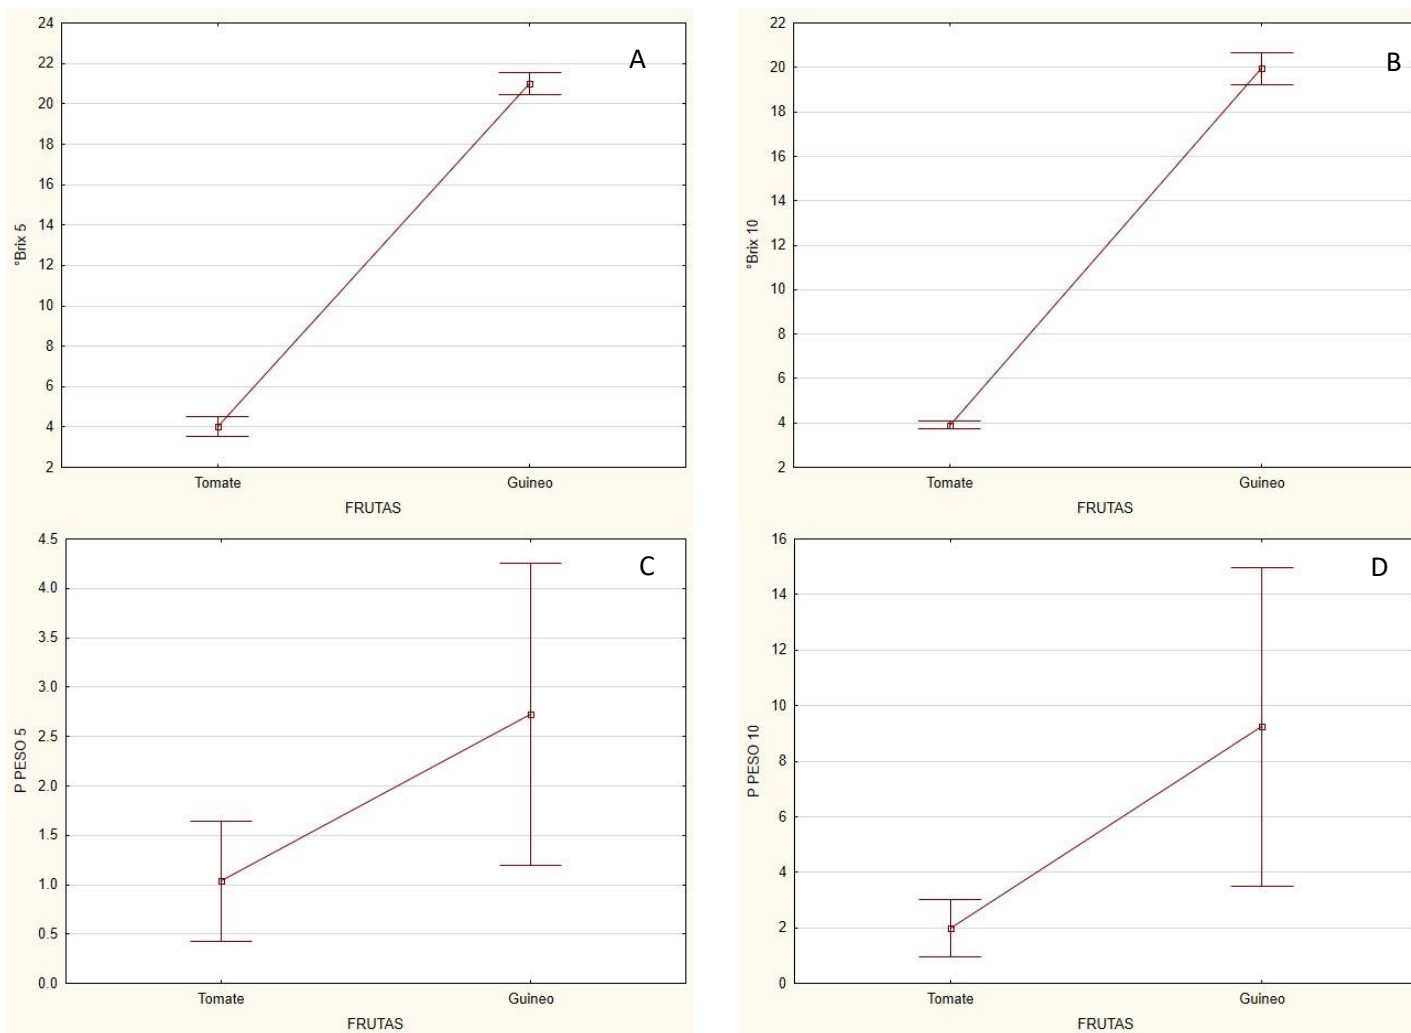 A
24
22
20
18
16
14
12
10
8
6
4
2
°Brix 5
Tomate
Guineo
FRUTAS
B
22
20
18
16
14
12
10
8
6
4
2
°Brix 10
Tomate
Guineo
FRUTAS
C
4.5
4.0
3.5
3.0
2.5
2.0
1.5
1.0
0.5
0.0
P PESO 5
Tomate
Guineo
FRUTAS
D
16
14
12
10
8
6
4
2
0
P PESO 10
Tomate
Guineo
FRUTAS